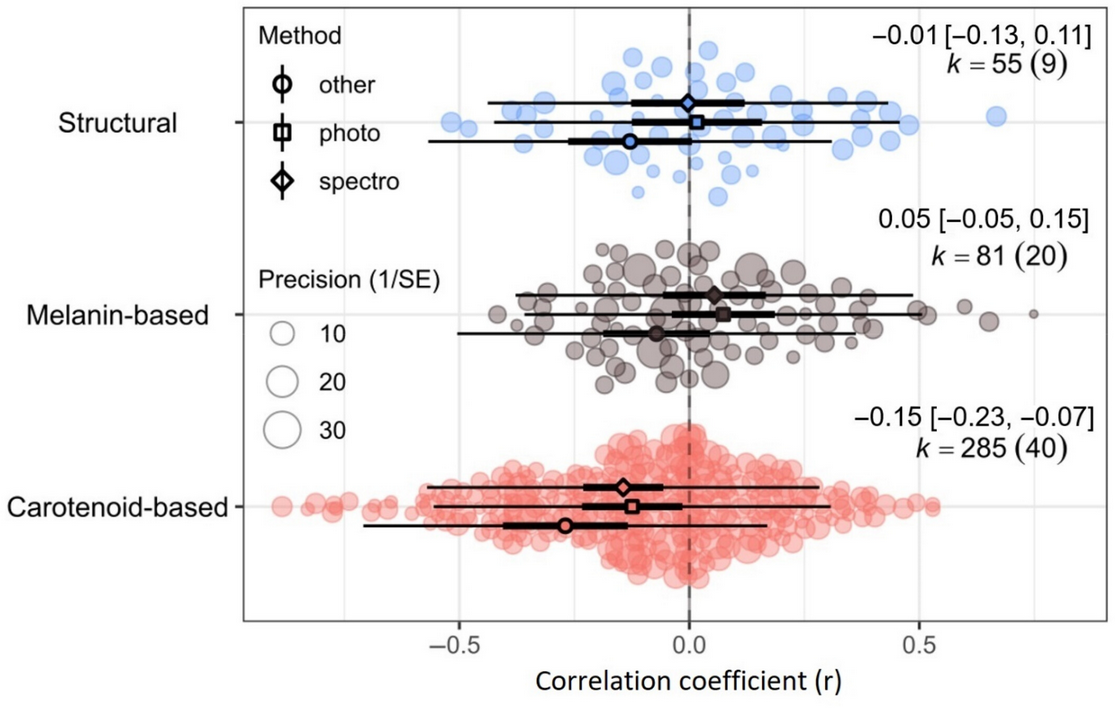 Method
other
photo
spectro
Precision (1/SE)
10
20
30
Structural
−0.01 [−0.13, 0.11]
k = 55 (9)
Melanin-based
0.05 [−0.05, 0.15]
k = 81 (20)
Carotenoid-based
−0.15 [−0.23, −0.07]
k = 285 (40)
−0.5 0.0 0.5
Correlation coefficient (r)